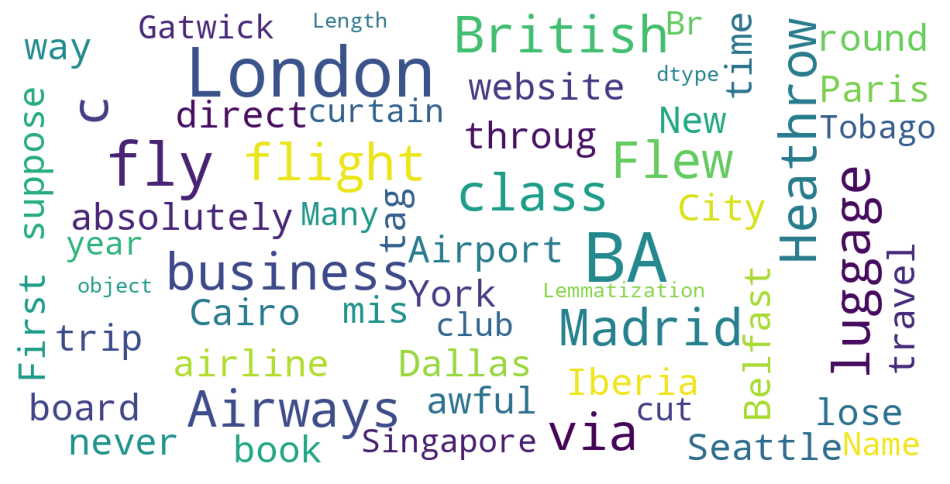 Gatwick
Length
British
Br
way
London
website
dtype
time
Heathrow
round
c
direct
curtain
New
Paris
suppose
fly
flight
throug
Flew
Tobago
absolutely
Many
tag
class
City
luggage
year
Airport
BA
business
object
York
Lemmatization
travel
First
Cairo
mis
club
Madrid
Belfast
trip
airline
Dallas
Iberia
board
Airways
awful
cut
lose
never
book
Singapore
via
Seattle
Name